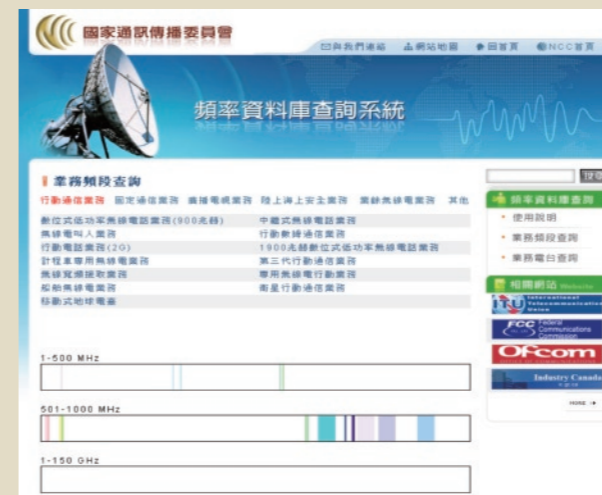 國家通訊傳播委員會
與我們連絡 網站地圖 回首頁 NCC首頁
頻率資料庫查詢系統
業務頻段查詢
行動通信業務 固定通信業務 廣播電視業務 陸上海上安全業務 業餘無線電業務 其他
數位式低功率無線電話業務(900兆赫) 中繼式無線電話業務
無線電叫人業務 行動數據通信業務
行動電話業務(2G) 1900兆赫數位式低功率無線電話業務
計程車專用無線電業務 第三代行動通信業務
無線寬頻接取業務 專用無線電行動業務
船舶無線電業務 衛星行動通信業務
移動式地球電臺
1-500 MHz
501-1000 MHz
1-150 GHz
頻率資料庫查詢
使用說明
業務頻段查詢
業務電台查詢
相關網站 Website
ITU International Telecommunication Union
FCC Federal Communications Commission
Ofcom
Industry Canada
MORE